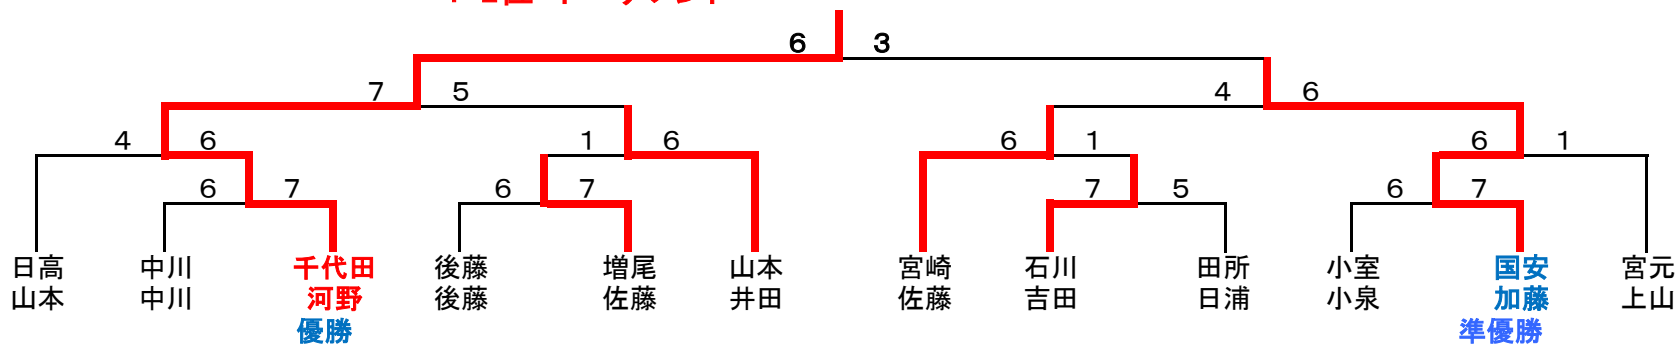 6 3
7 5 4 6
4 6 1 6 6 1 6 1
6 7 6 7 7 5 6 7
日高 中川 千代田 後藤 増尾 山本 宮崎 石川 田所 小室 国安 宮元
山本 中川 河野 後藤 佐藤 井田 佐藤 吉田 日浦 小泉 加藤 上山
優勝 準優勝